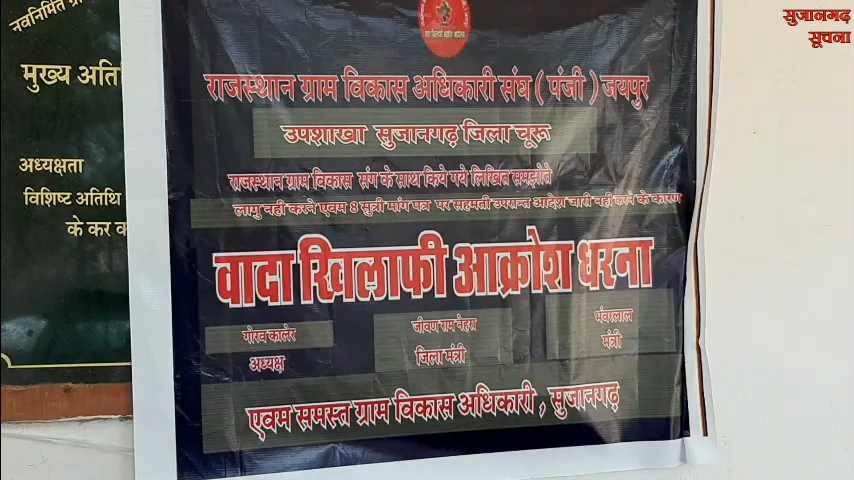 सुजानगढ़
सूचना
नवनिर्मित
मुख्य अति
अध्यक्षता
विशिष्ट अतिथि
के कर क
राजस्थान ग्राम विकास अधिकारी संघ ( पंजी ) जयपुर
उपशाखा सुजानगढ़ जिला चूरू
राजस्थान ग्राम विकास संग के साथ किये गये लिखित समझोते
लागु नही करने एवम 8 सुत्री मांग पत्र पर सहमती उपरान्त आदेश जारी नही करने के कारण
वादा खिलाफी आक्रोश धरना
गोरव कालेर
अध्यक्ष
जीवण राम नेहरा
जिला मंत्री
भंवरलाल
मंत्री
एवम समस्त ग्राम विकास अधिकारी , सुजानगढ़